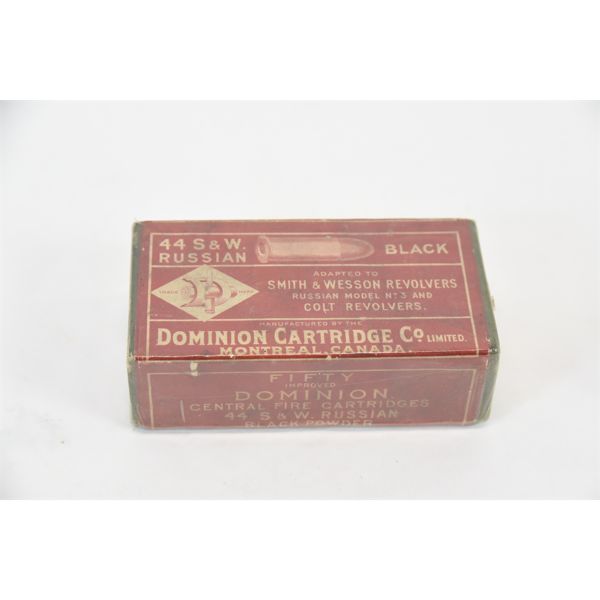 44 S & W. RUSSIAN
BLACK
TRADE MARK
ADAPTED TO
SMITH & WESSON REVOLVERS
RUSSIAN MODEL Nº 3 AND
COLT REVOLVERS.
MANUFACTURED BY THE
DOMINION CARTRIDGE Cº LIMITED.
MONTREAL, CANADA.
FIFTY
IMPROVED
DOMINION
CENTRAL FIRE CARTRIDGES
44 S & W. RUSSIAN
BLACK POWDER